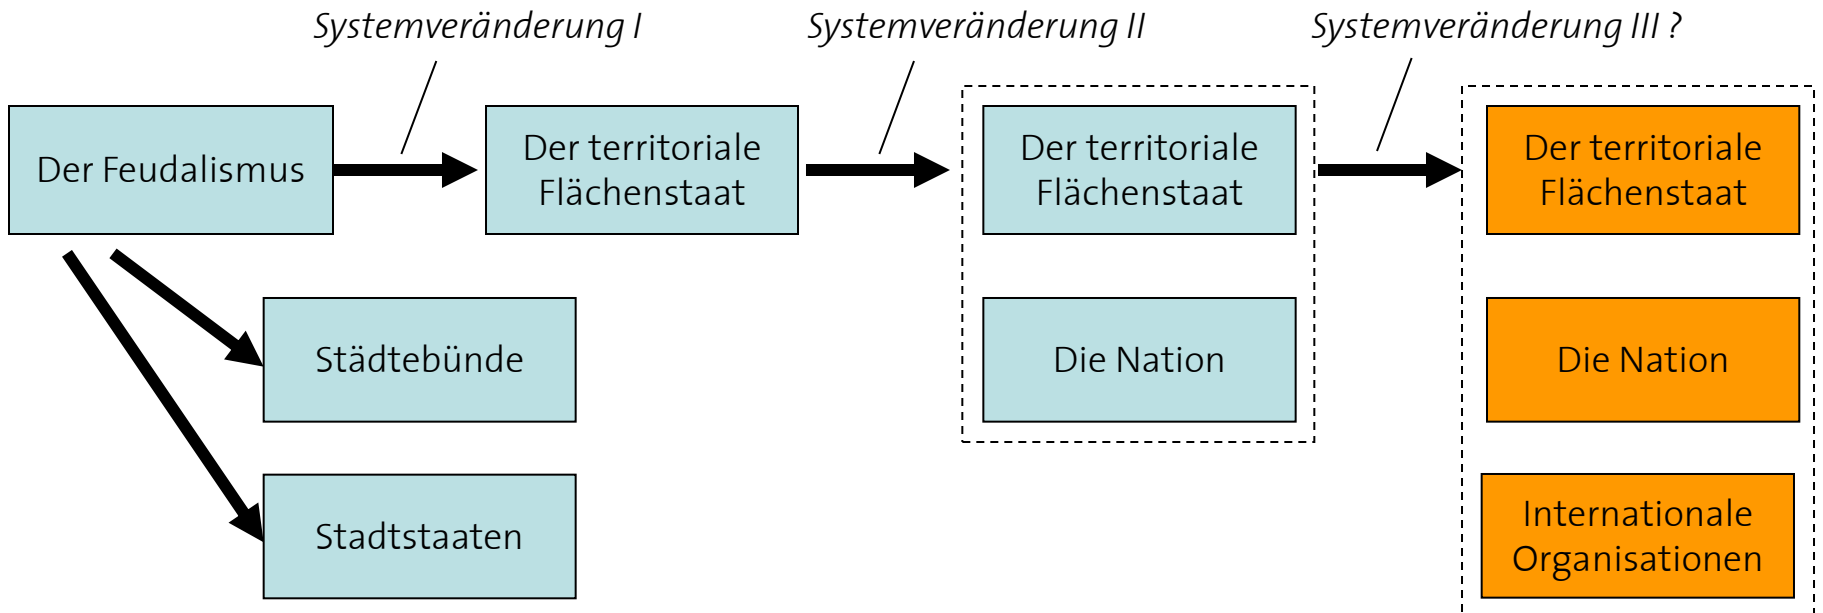 Systemveränderung I
Systemveränderung II
Systemveränderung III ?
Der Feudalismus
Der territoriale
Flächenstaat
Der territoriale
Flächenstaat
Der territoriale
Flächenstaat
Städtebünde
Die Nation
Die Nation
Stadtstaaten
Internationale
Organisationen